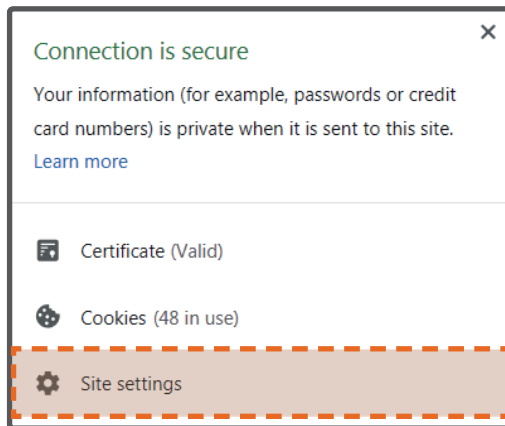 Connection is secure
Your information (for example, passwords or credit
card numbers) is private when it is sent to this site.
Learn more
Certificate (Valid)
Cookies (48 in use)
Site settings